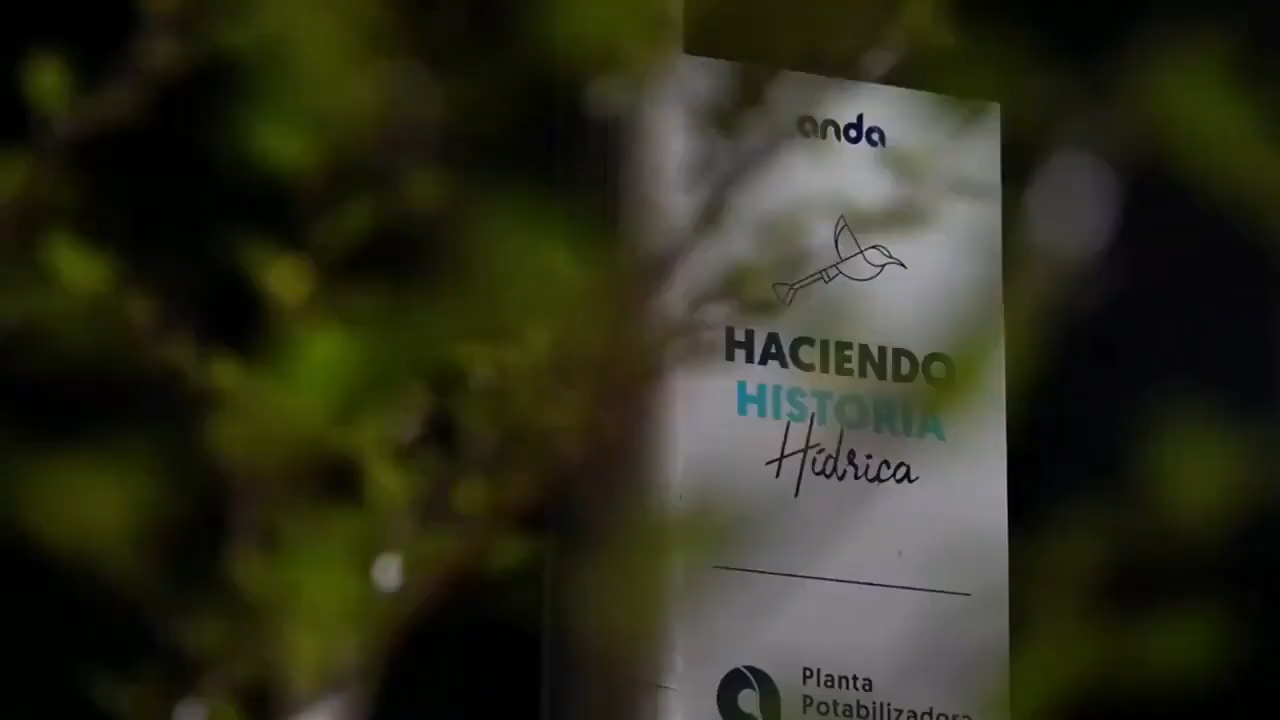 anda
HACIENDO
HISTORIA
Hídrica
Planta
Potabilizadora